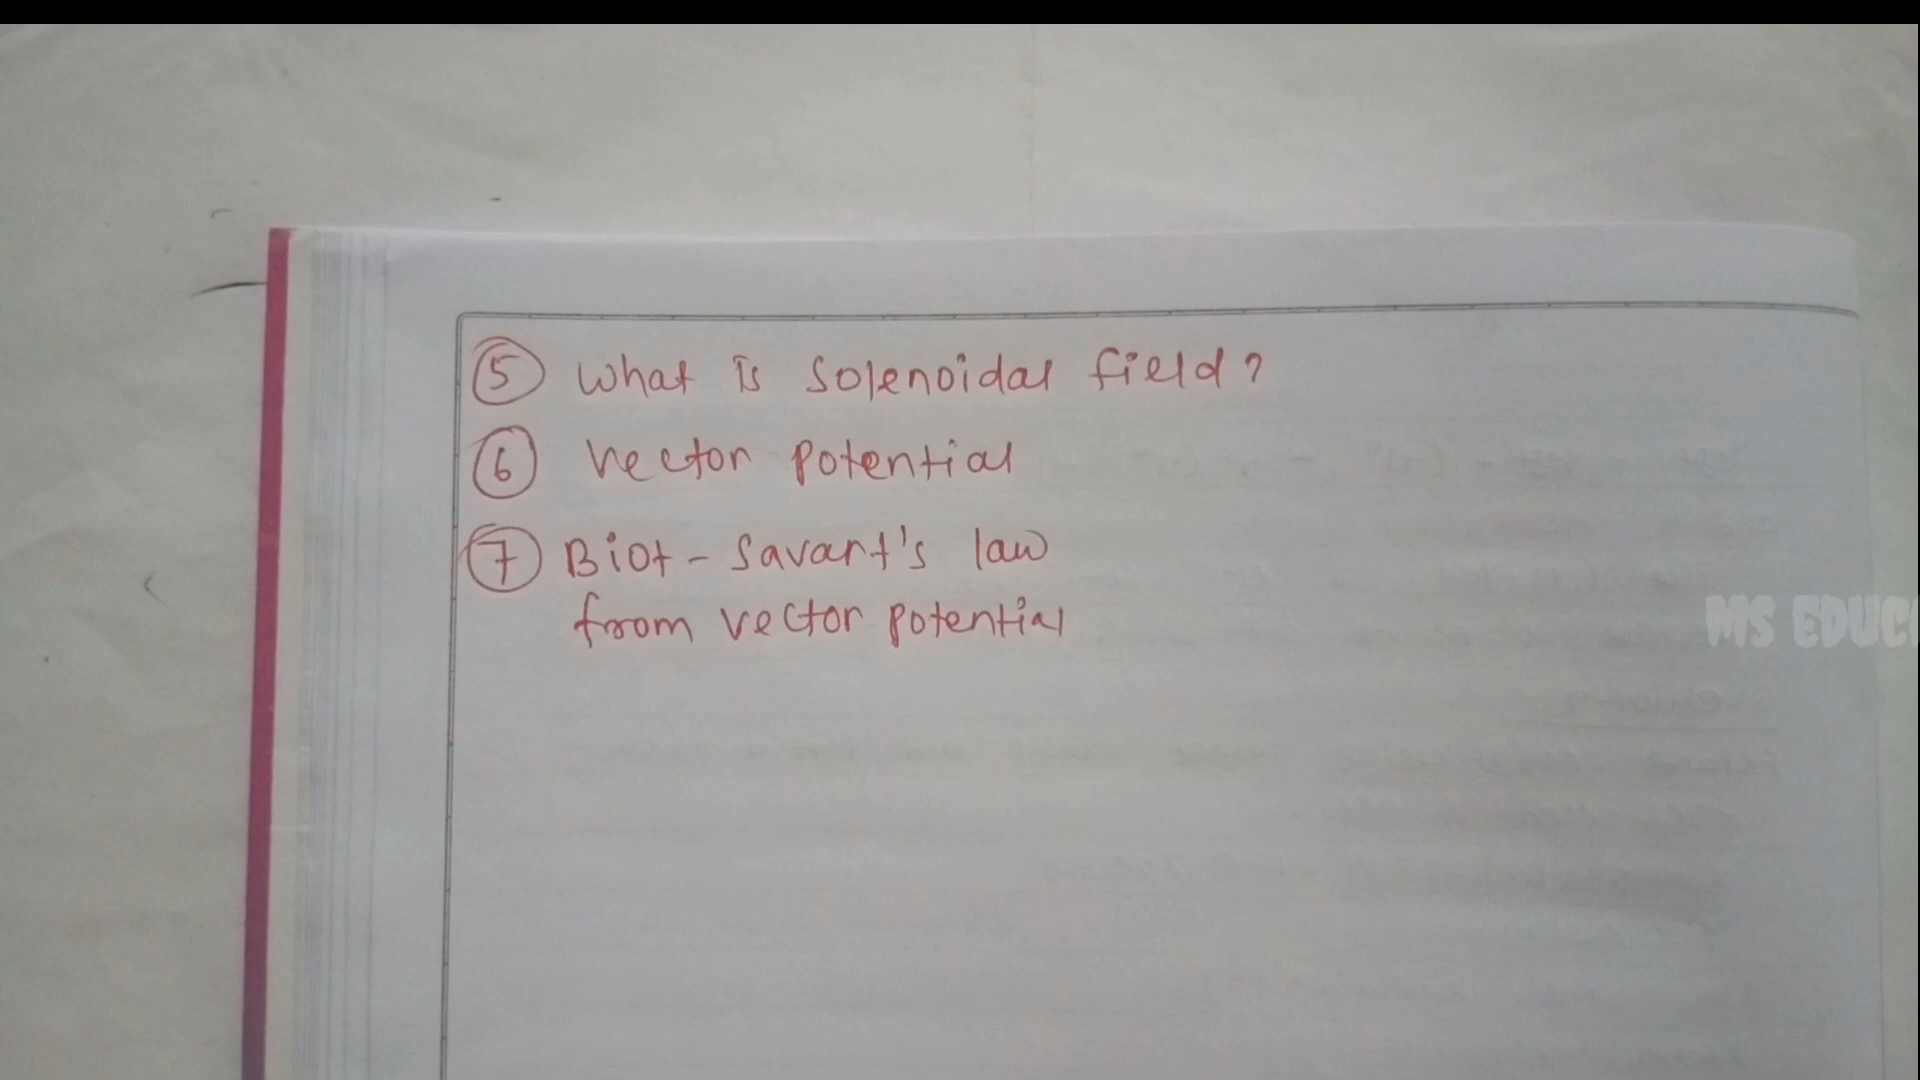 5 What is Solenoidal field?
6 Vector Potential
7 Biot-Savart's law
from vector potential
MS EDUC